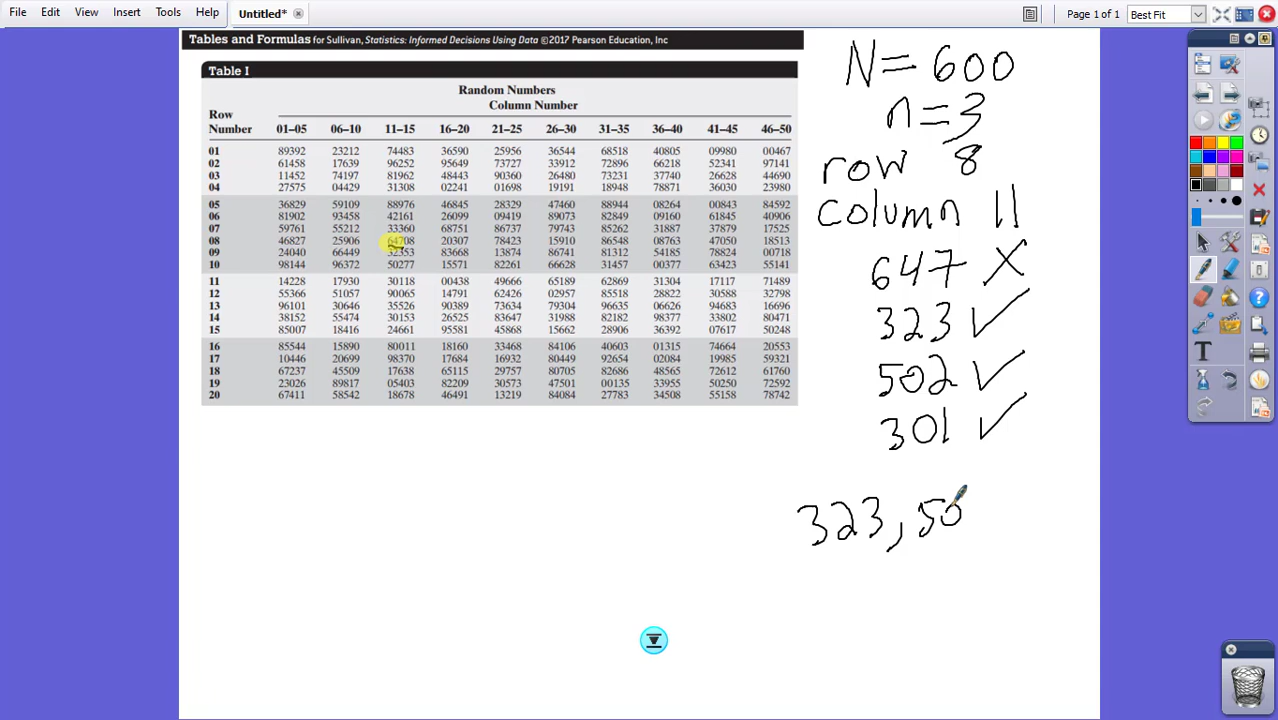 File Edit View Insert Tools Help Untitled* Page 1 of 1 Best Fit
Tables and Formulas for Sullivan, Statistics: Informed Decisions Using Data ©2017 Pearson Education, Inc
Table I
Random Numbers
Column Number
Row
Number 01–05 06–10 11–15 16–20 21–25 26–30 31–35 36–40 41–45 46–50
01 89392 23212 74483 36590 25956 36544 68518 40805 09980 00467
02 61458 17639 96252 95649 73727 33912 72896 66218 52341 97141
03 11452 74197 81962 48443 90360 26480 73231 37740 26628 44690
04 27575 04429 31308 02241 01698 19191 18948 78871 36030 23980
05 36829 59109 88976 46845 28329 47460 88944 08264 00843 84592
06 81902 93458 42161 26099 09419 89073 82849 09160 61845 40906
07 59761 55212 33360 68751 86737 79743 85262 31887 37879 17525
08 46827 25906 64708 20307 78423 15910 86548 08763 47050 18513
09 24040 66449 32353 83668 13874 86741 81312 54185 78824 00718
10 98144 96372 50277 15571 82261 66628 31457 00377 63423 55141
11 14228 17930 30118 00438 49666 65189 62869 31304 17117 71489
12 55366 51057 90065 14791 62426 02957 85518 28822 30588 32798
13 96101 30646 35526 90389 73634 79304 96635 06626 94683 16696
14 38152 55474 30153 26525 83647 31988 82182 98377 33802 80471
15 85007 18416 24661 95581 45868 15662 28906 36392 07617 50248
16 85544 15890 80011 18160 33468 84106 40603 01315 74664 20553
17 10446 20699 98370 17684 16932 80449 92654 02084 19985 59321
18 67237 45509 17638 65115 29757 80705 82686 48565 72612 61760
19 23026 89817 05403 82209 30573 47501 00135 33955 50250 72592
20 67411 58542 18678 46491 13219 84084 27783 34508 55158 78742
N=600
n=3
row 8
column 11
647 X
323 ✓
502 ✓
301 ✓
323, 50